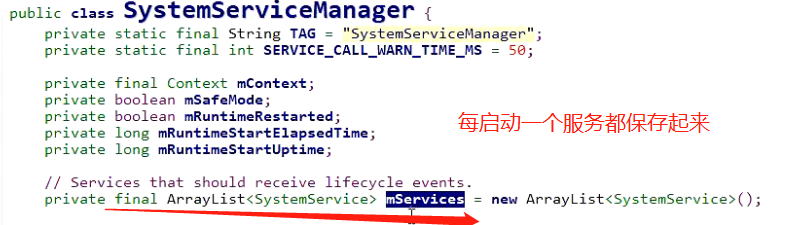 public class SystemServiceManager {
private static final String TAG = "SystemServiceManager";
private static final int SERVICE_CALL_WARN_TIME_MS = 50;
private final Context mContext;
private boolean mSafeMode;
private boolean mRuntimeRestarted;
每启动一个服务都保存起来
private long mRuntimeStartElapsedTime;
private long mRuntimeStartUptime;
// Services that should receive lifecycle events.
private final ArrayList<SystemService> mServices = new ArrayList<SystemService>();